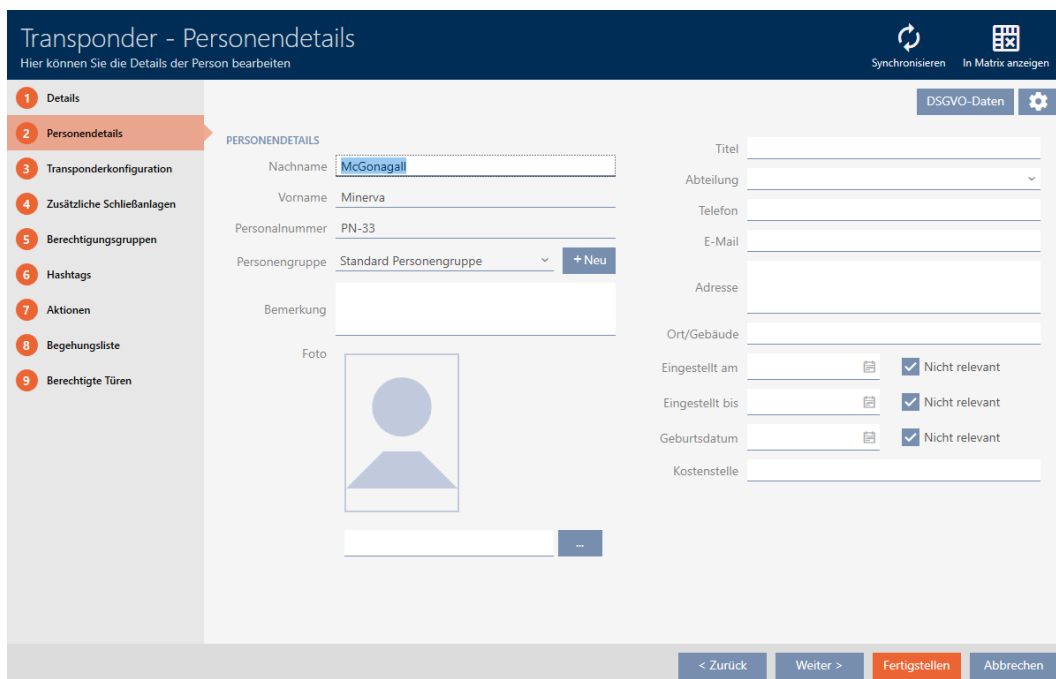 Transponder - Personendetails
Hier können Sie die Details der Person bearbeiten
Synchronisieren
In Matrix anzeigen
1 Details
2 Personendetails
3 Transponderkonfiguration
4 Zusätzliche Schließanlagen
5 Berechtigungsgruppen
6 Hashtags
7 Aktionen
8 Begehungsliste
9 Berechtigte Türen
DSGVO-Daten
PERSONENDETAILS
Nachname McGonagall
Vorname Minerva
Personalnummer PN-33
Personengruppe Standard Personengruppe + Neu
Bemerkung
Foto
...
Titel
Abteilung
Telefon
E-Mail
Adresse
Ort/Gebäude
Eingestellt am Nicht relevant
Eingestellt bis Nicht relevant
Geburtsdatum Nicht relevant
Kostenstelle
< Zurück
Weiter >
Fertigstellen
Abbrechen